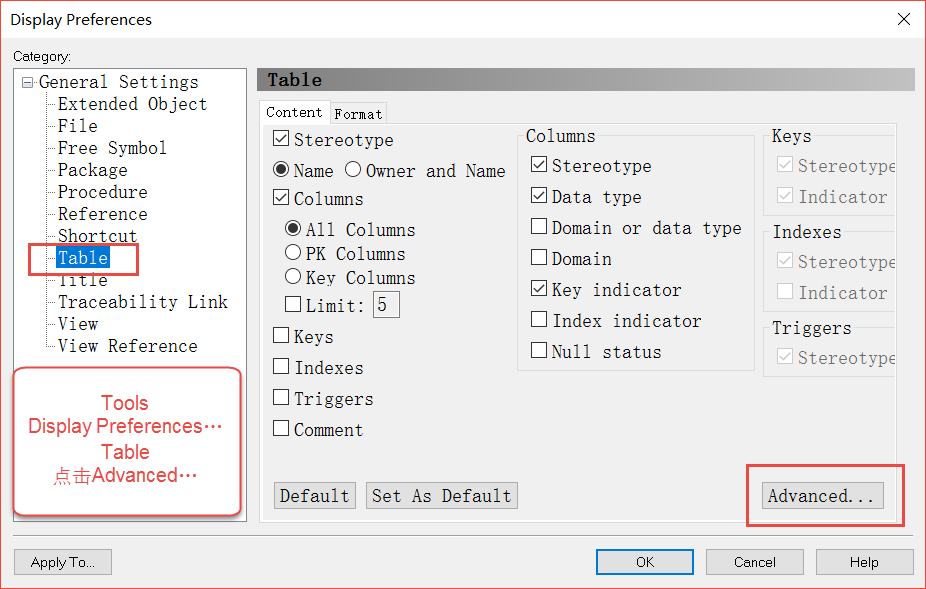 Display Preferences
Category:
General Settings
Extended Object
File
Free Symbol
Package
Procedure
Reference
Shortcut
Table
Title
Traceability Link
View
View Reference
Tools
Display Preferences…
Table
点击Advanced…
Table
Content Format
Stereotype
Name Owner and Name
Columns
All Columns
PK Columns
Key Columns
Limit: 5
Keys
Indexes
Triggers
Comment
Columns
Stereotype
Data type
Domain or data type
Domain
Key indicator
Index indicator
Null status
Keys
Stereotype
Indicator
Indexes
Stereotype
Indicator
Triggers
Stereotype
Default Set As Default Advanced...
Apply To... OK Cancel Help